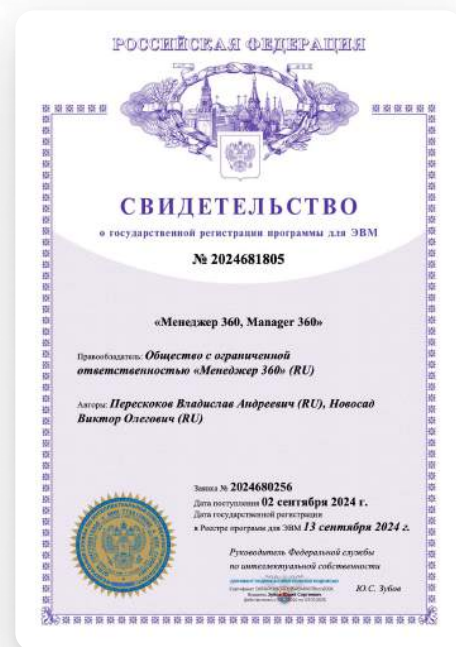 РОССИЙСКАЯ ФЕДЕРАЦИЯ
СВИДЕТЕЛЬСТВО
о государственной регистрации программы для ЭВМ
№ 2024681805
«Менеджер 360, Manager 360»
Правообладатель: Общество с ограниченной
ответственностью «Менеджер 360» (RU)
Авторы: Перескоков Владислав Андреевич (RU), Новосад
Виктор Олегович (RU)
Заявка № 2024680256
Дата поступления 02 сентября 2024 г.
Дата государственной регистрации
в Реестре программ для ЭВМ 13 сентября 2024 г.
Руководитель Федеральной службы
по интеллектуальной собственности
Ю.С. Зубов